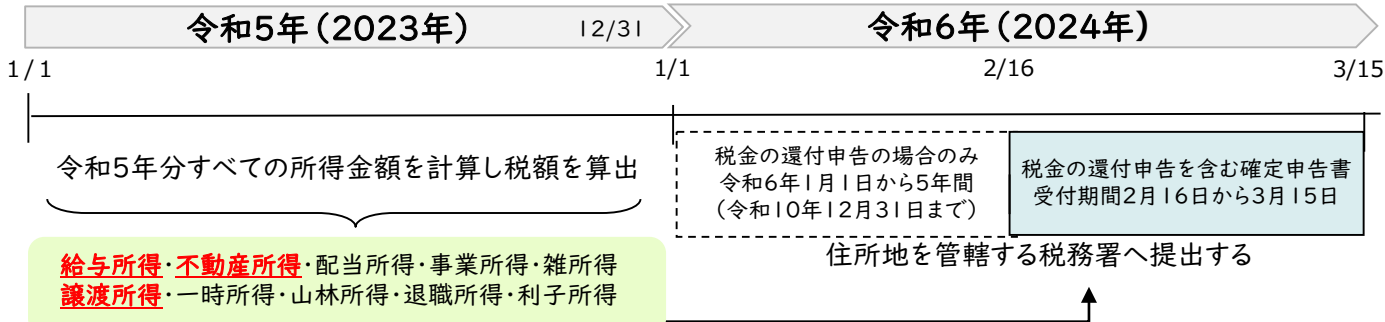 令和5年(2023年) 12/31 令和6年(2024年)
1/1 1/1 2/16 3/15
令和5年分すべての所得金額を計算し税額を算出
税金の還付申告の場合のみ
令和6年1月1日から5年間
(令和10年12月31日まで)
税金の還付申告を含む確定申告書
受付期間2月16日から3月15日
住所地を管轄する税務署へ提出する
給与所得・不動産所得・配当所得・事業所得・雑所得
譲渡所得・一時所得・山林所得・退職所得・利子所得